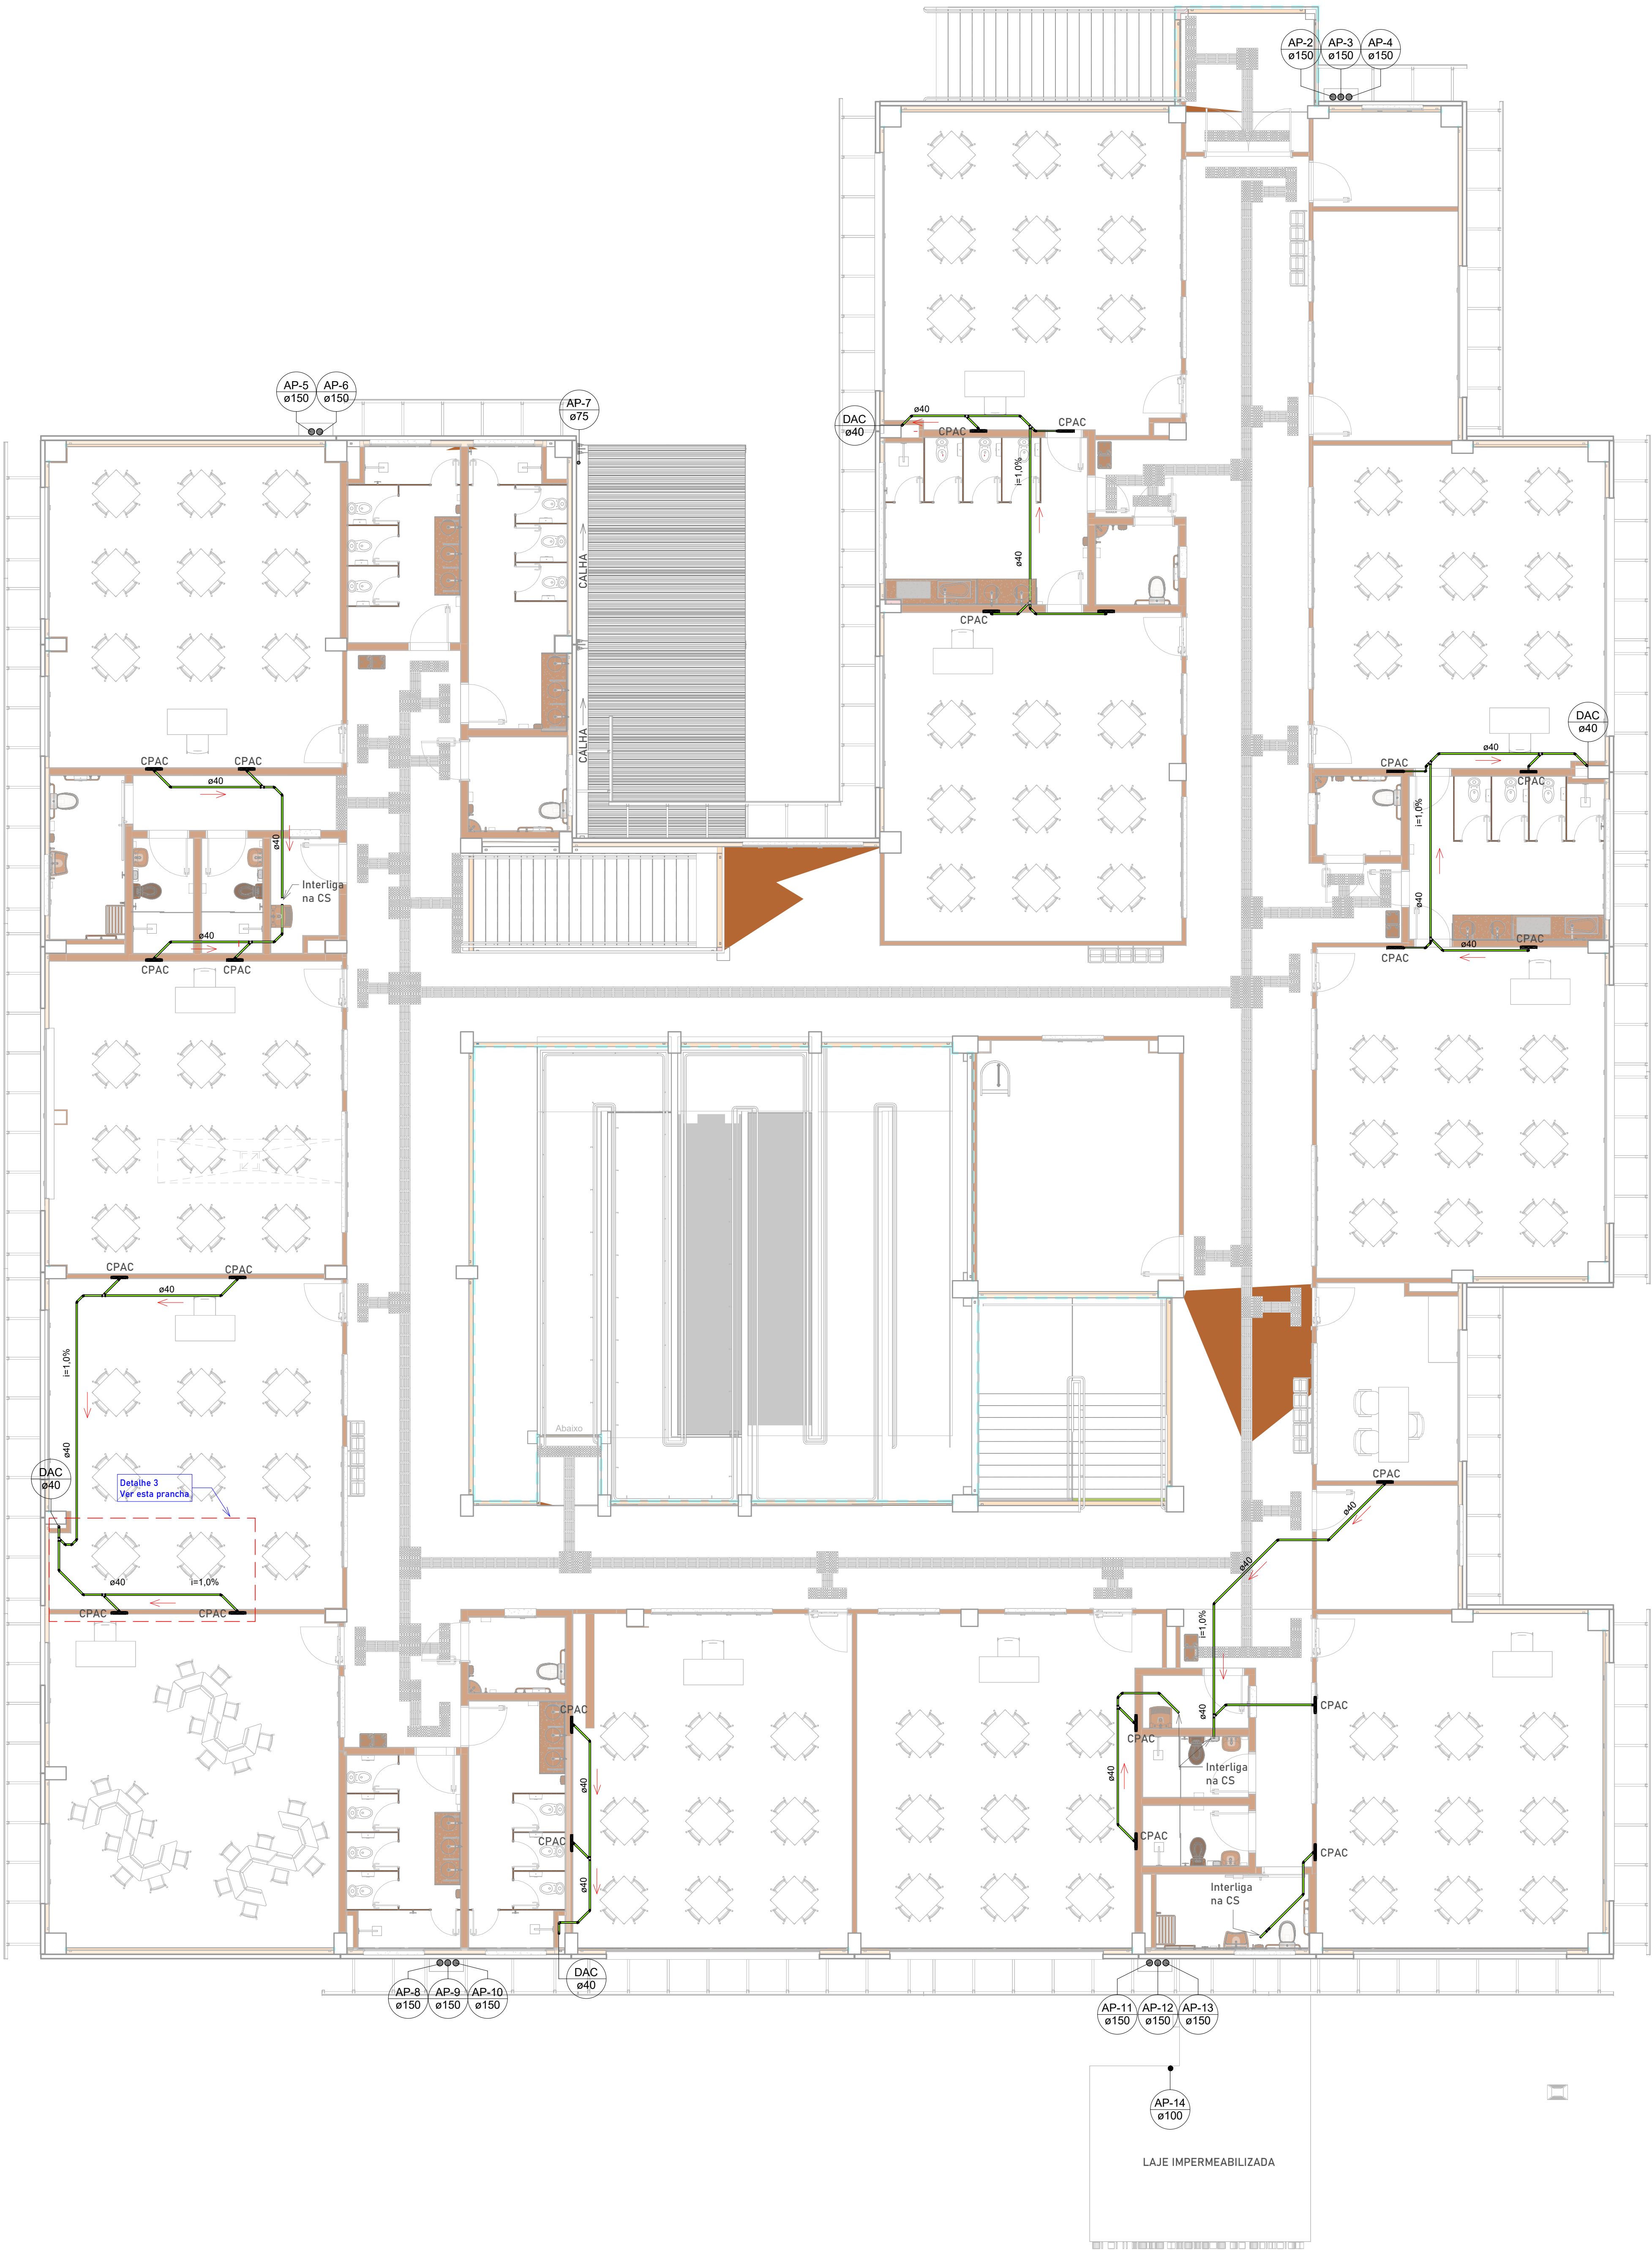 AP-2
ø150
AP-3
ø150
AP-4
ø150
AP-5
ø150
AP-6
ø150
AP-7
ø75
DAC
ø40
ø40
CPAC
CPAC
i=1,0%
ø40
CPAC
CALHA
CALHA
DAC
ø40
ø40
CPAC
CPAC
i=1,0%
ø40
ø40
CPAC
CPAC
CPAC
CPAC
ø40
ø40
Interliga
na CS
ø40
CPAC
CPAC
CPAC
CPAC
ø40
i=1,0%
ø40
DAC
ø40
Detalhe 3
Ver esta prancha
ø40
i=1,0%
CPAC
CPAC
Abaixo
CPAC
ø40
ø40
i=1,0%
ø40
CPAC
CPAC
ø40
CPAC
ø40
CPAC
ø40
CPAC
Interliga
na CS
CPAC
Interliga
na CS
DAC
ø40
AP-8
ø150
AP-9
ø150
AP-10
ø150
AP-11
ø150
AP-12
ø150
AP-13
ø150
AP-14
ø100
LAJE IMPERMEABILIZADA